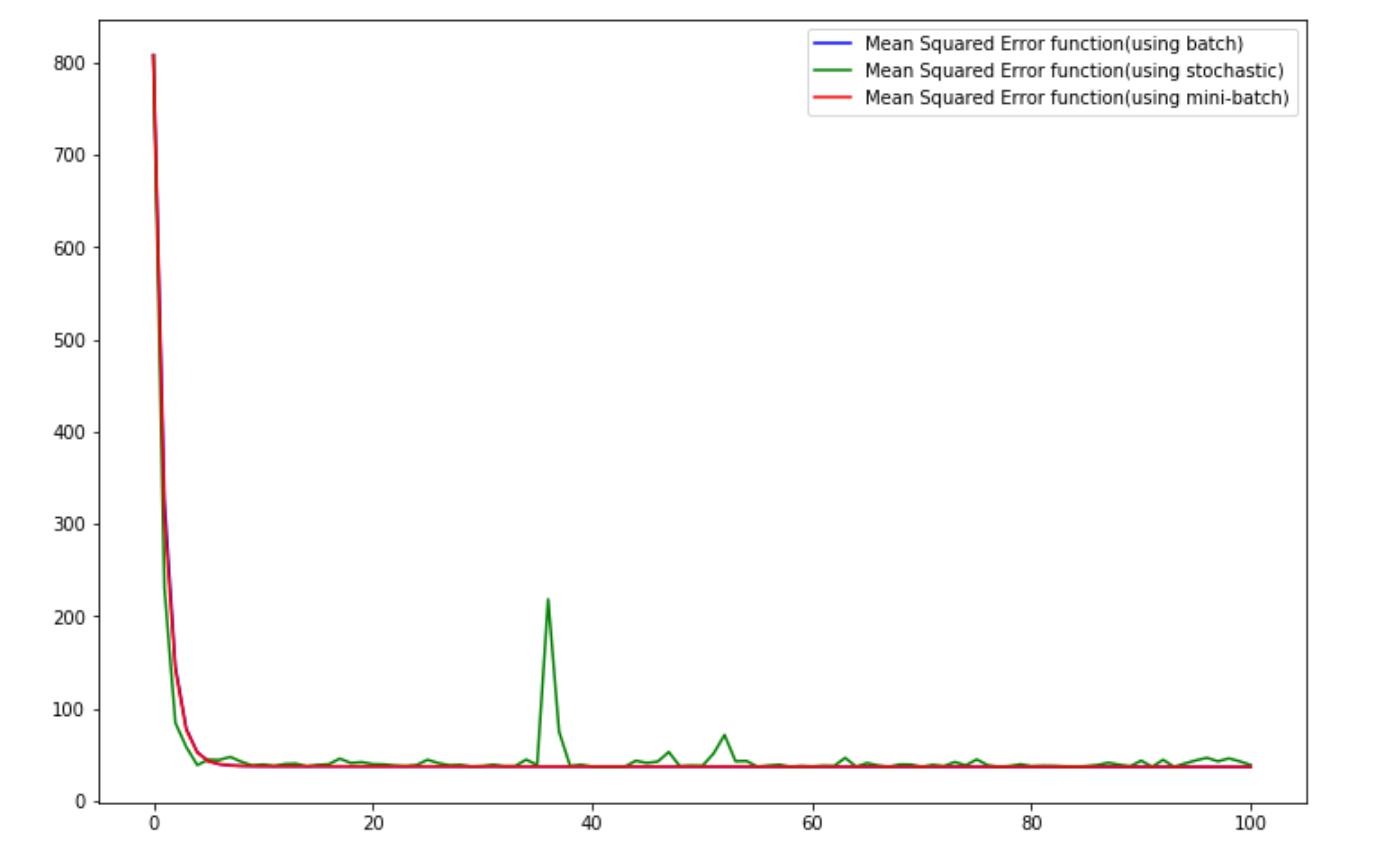 Mean Squared Error function(using batch)
Mean Squared Error function(using stochastic)
Mean Squared Error function(using mini-batch)
800
700
600
500
400
300
200
100
0
0 20 40 60 80 100